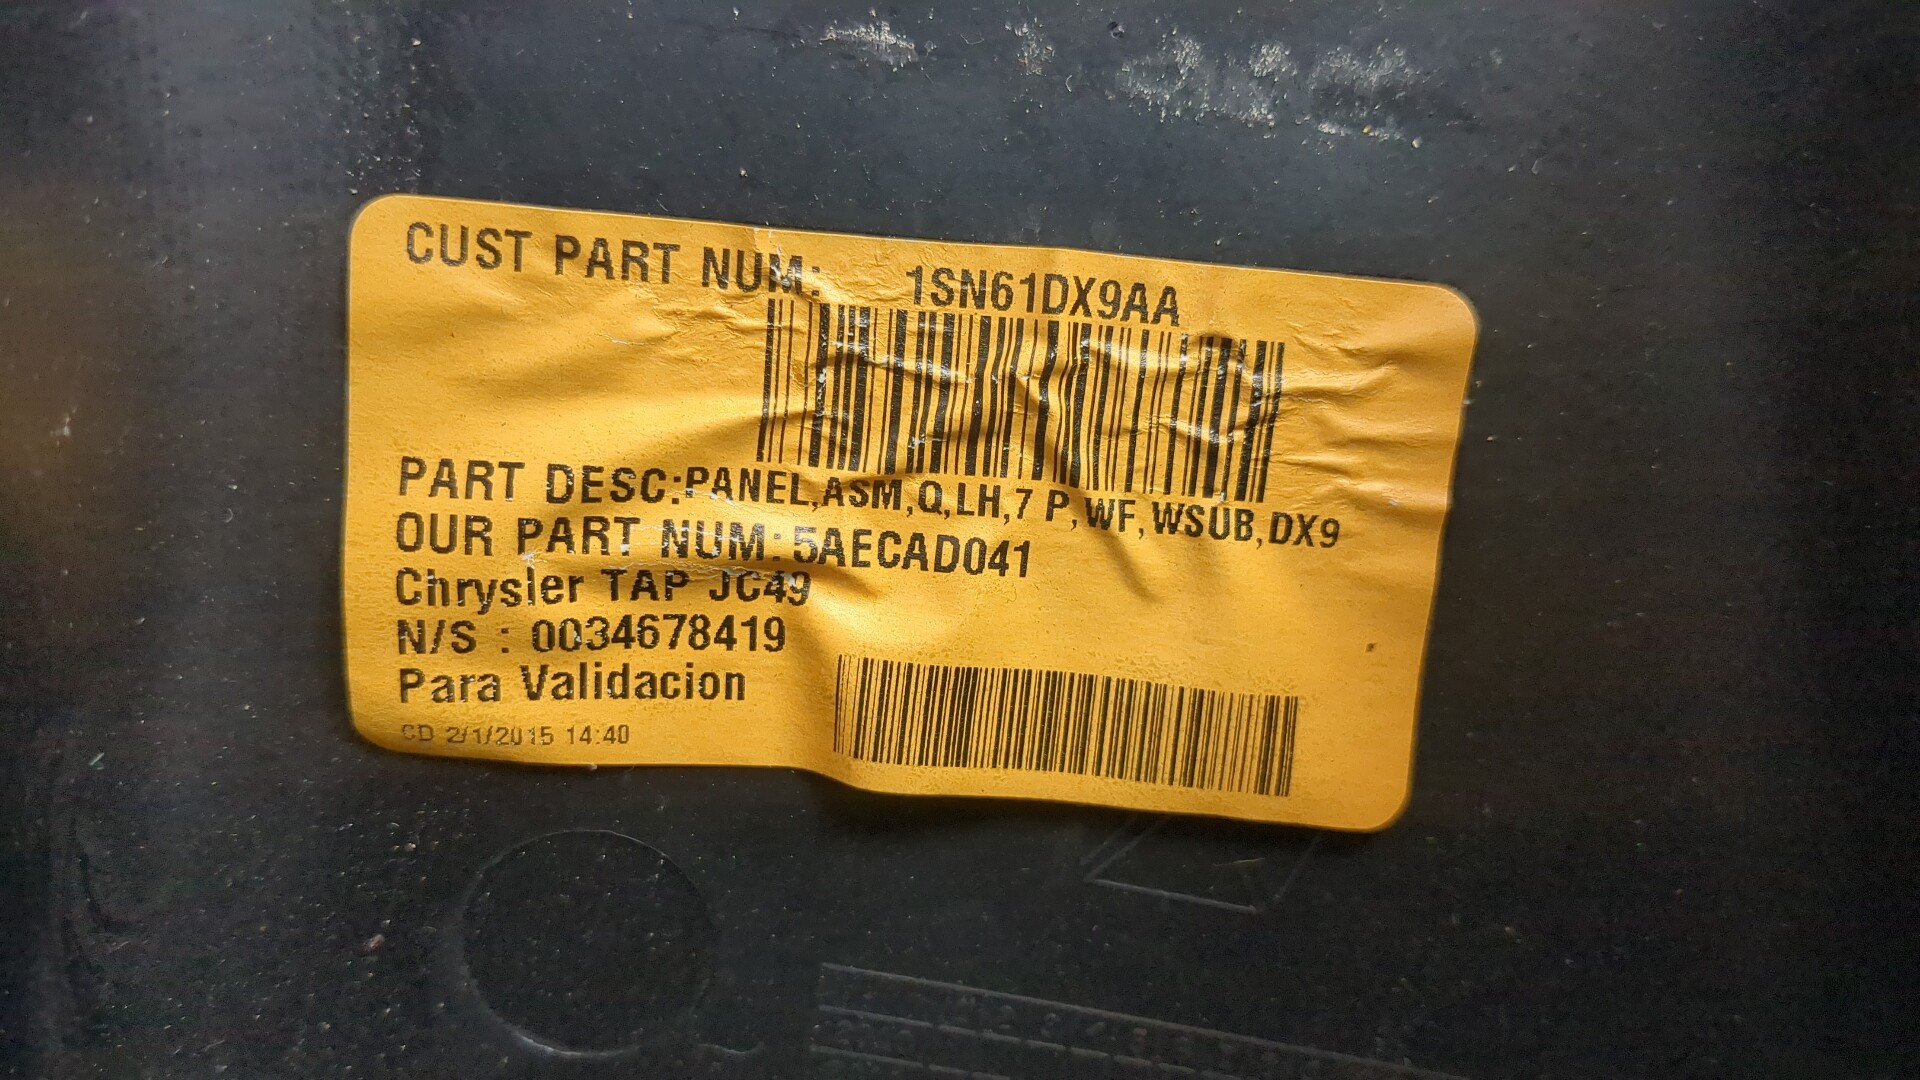 CUST PART NUM: 1SN61DX9AA
PART DESC:PANEL,ASM,Q,LH,7 P,WF,WSUB,DX9
OUR PART NUM:5AECAD041
Chrysler TAP JC49
N/S : 0034678419
Para Validacion
CD 2/1/2015 14:40